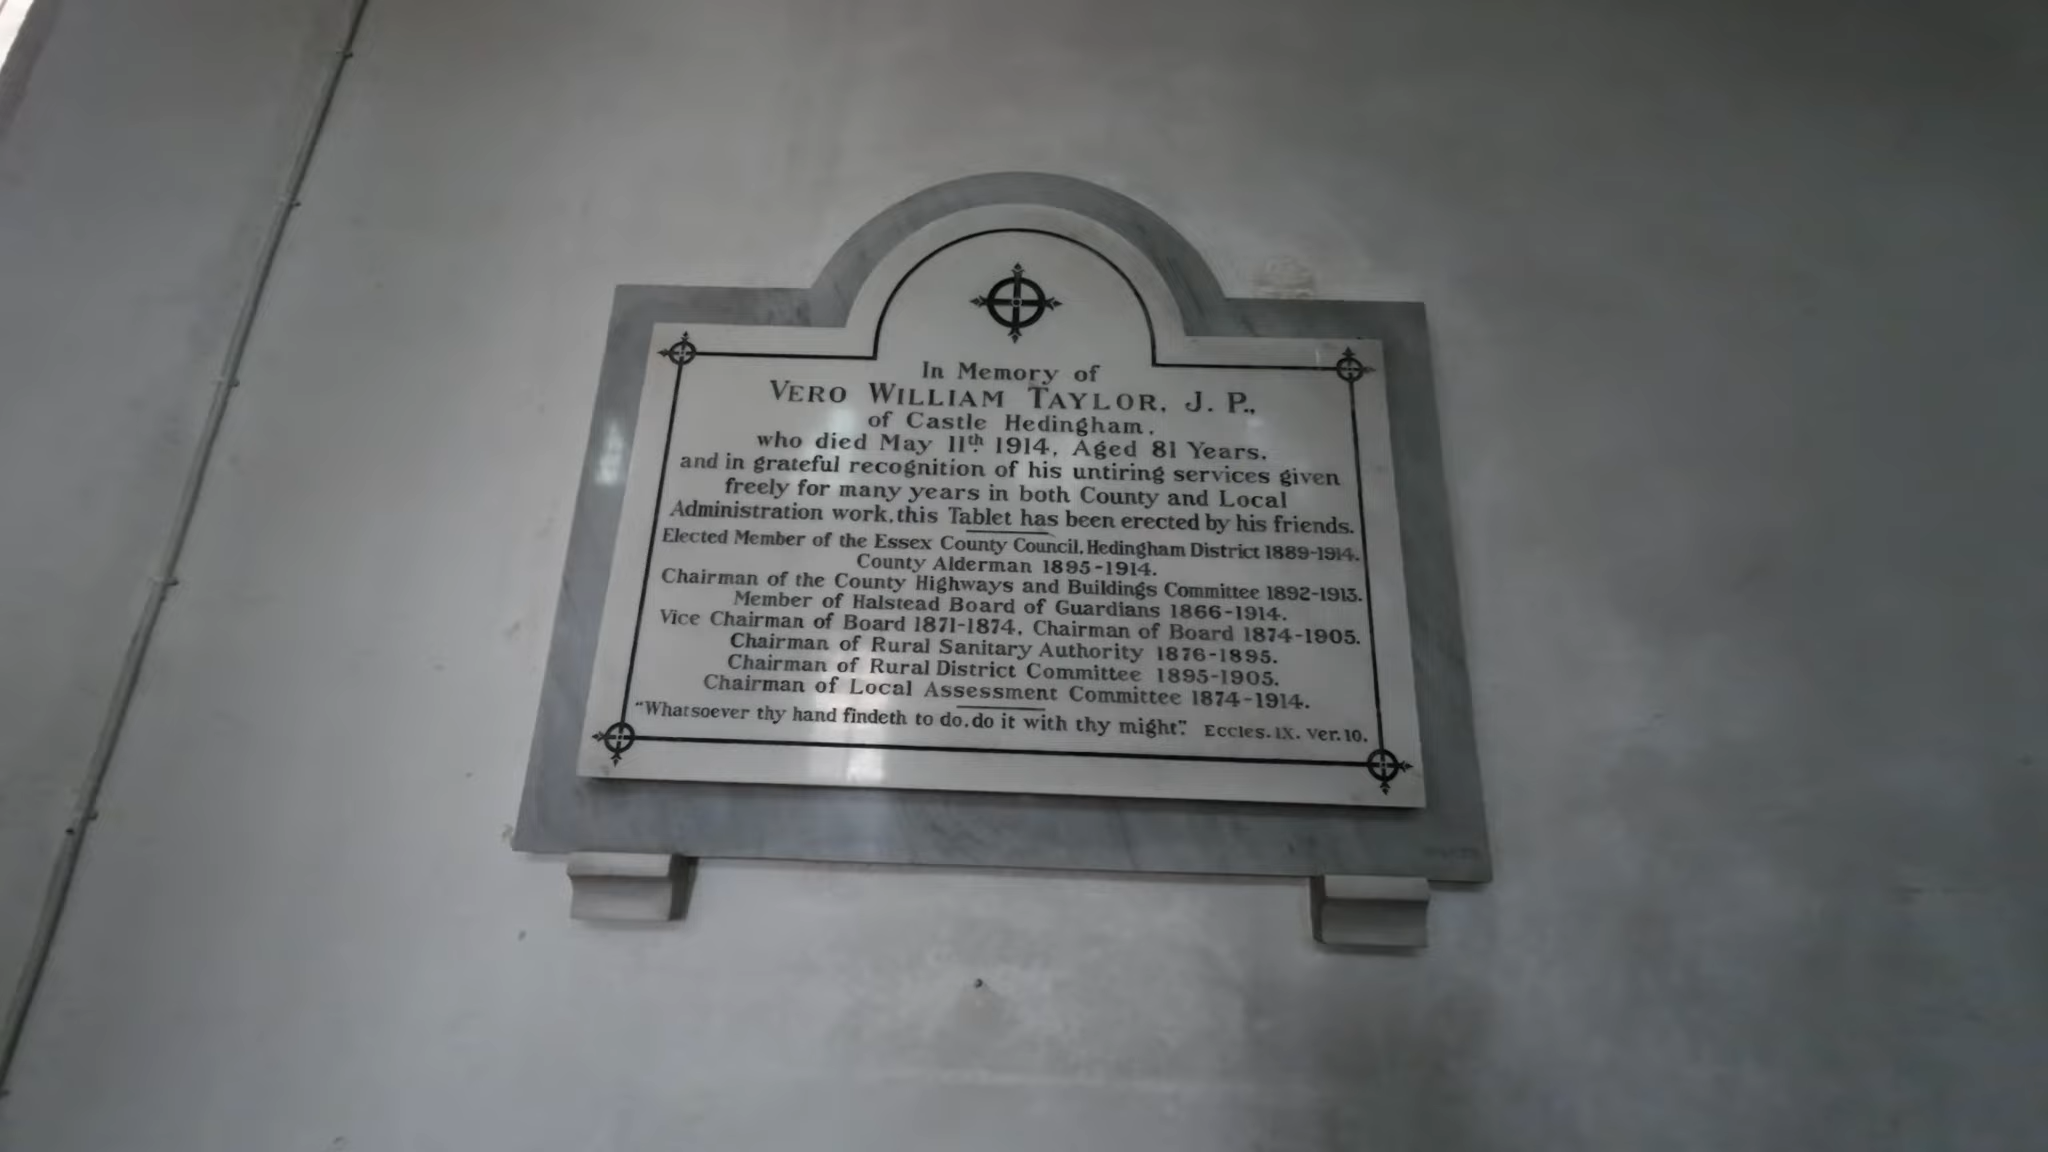 In Memory of
VERO WILLIAM TAYLOR, J. P.,
of Castle Hedingham,
who died May 11th 1914, Aged 81 Years.
and in grateful recognition of his untiring services given
freely for many years in both County and Local
Administration work, this Tablet has been erected by his friends.
Elected Member of the Essex County Council, Hedingham District 1889-1914.
County Alderman 1895-1914.
Chairman of the County Highways and Buildings Committee 1892-1913.
Member of Halstead Board of Guardians 1866-1914.
Vice Chairman of Board 1871-1874, Chairman of Board 1874-1905.
Chairman of Rural Sanitary Authority 1876-1895.
Chairman of Rural District Committee 1895-1905.
Chairman of Local Assessment Committee 1874-1914.
"Whatsoever thy hand findeth to do, do it with thy might". Eccles. IX. Ver. 10.